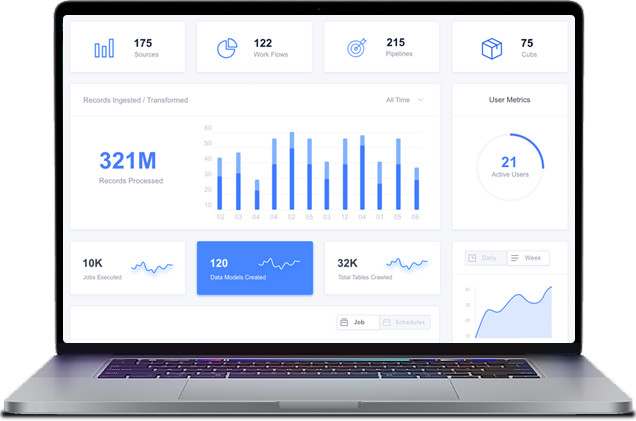 175
Sources
122
Work Flows
215
Pipelines
75
Cubs
Records Ingested / Transformed
All Time
321M
Records Processed
60
50
40
30
20
10
02 03 04 04 02 05 03 12 04 01 05 06
User Metrics
21
Active Users
10K
Jobs Executed
120
Data Models Created
32K
Total Tables Crawled
Daily
Week
40
30
20
10
Job
Schedules